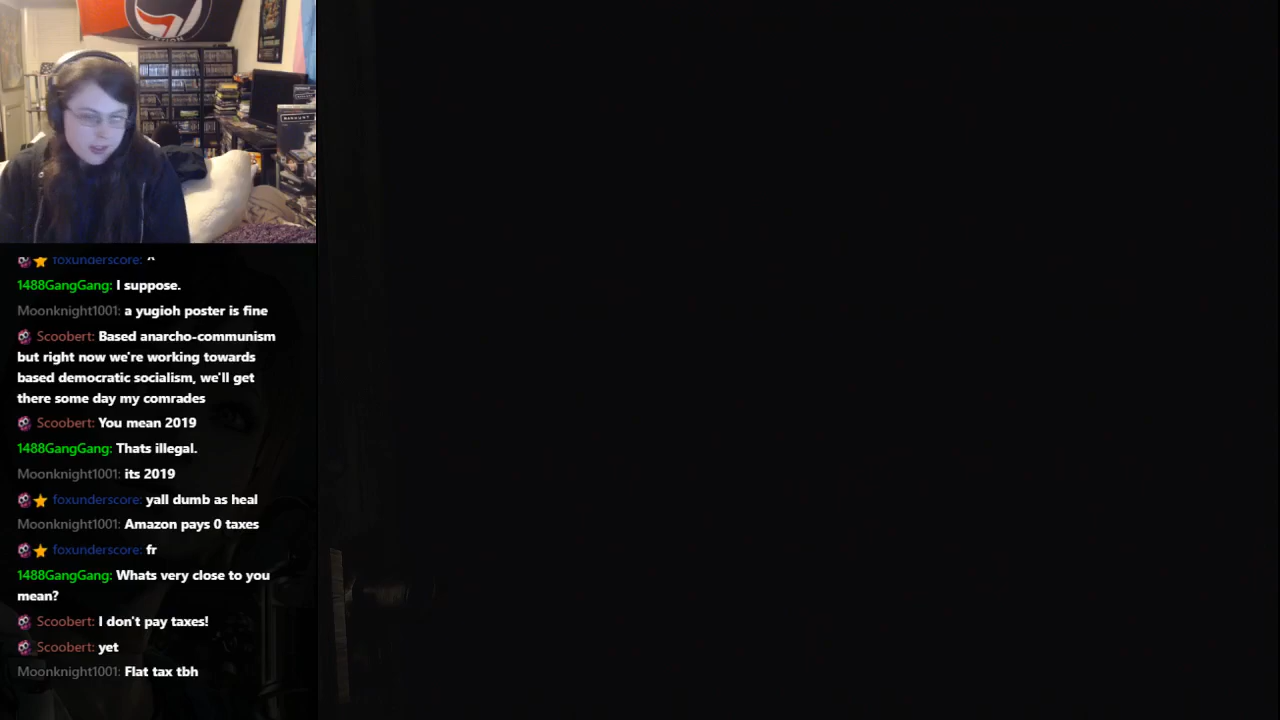 ACTION
foxunderscore: ^
1488GangGang: I suppose.
Moonknight1001: a yugioh poster is fine
Scoobert: Based anarcho-communism
but right now we're working towards
based democratic socialism, we'll get
there some day my comrades
Scoobert: You mean 2019
1488GangGang: Thats illegal.
Moonknight1001: its 2019
foxunderscore: yall dumb as heal
Moonknight1001: Amazon pays 0 taxes
foxunderscore: fr
1488GangGang: Whats very close to you
mean?
Scoobert: I don't pay taxes!
Scoobert: yet
Moonknight1001: Flat tax tbh